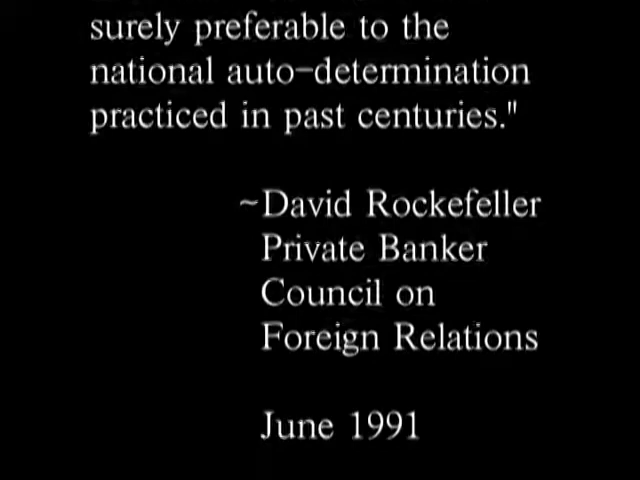 surely preferable to the
national auto-determination
practiced in past centuries."
~David Rockefeller
Private Banker
Council on
Foreign Relations
June 1991